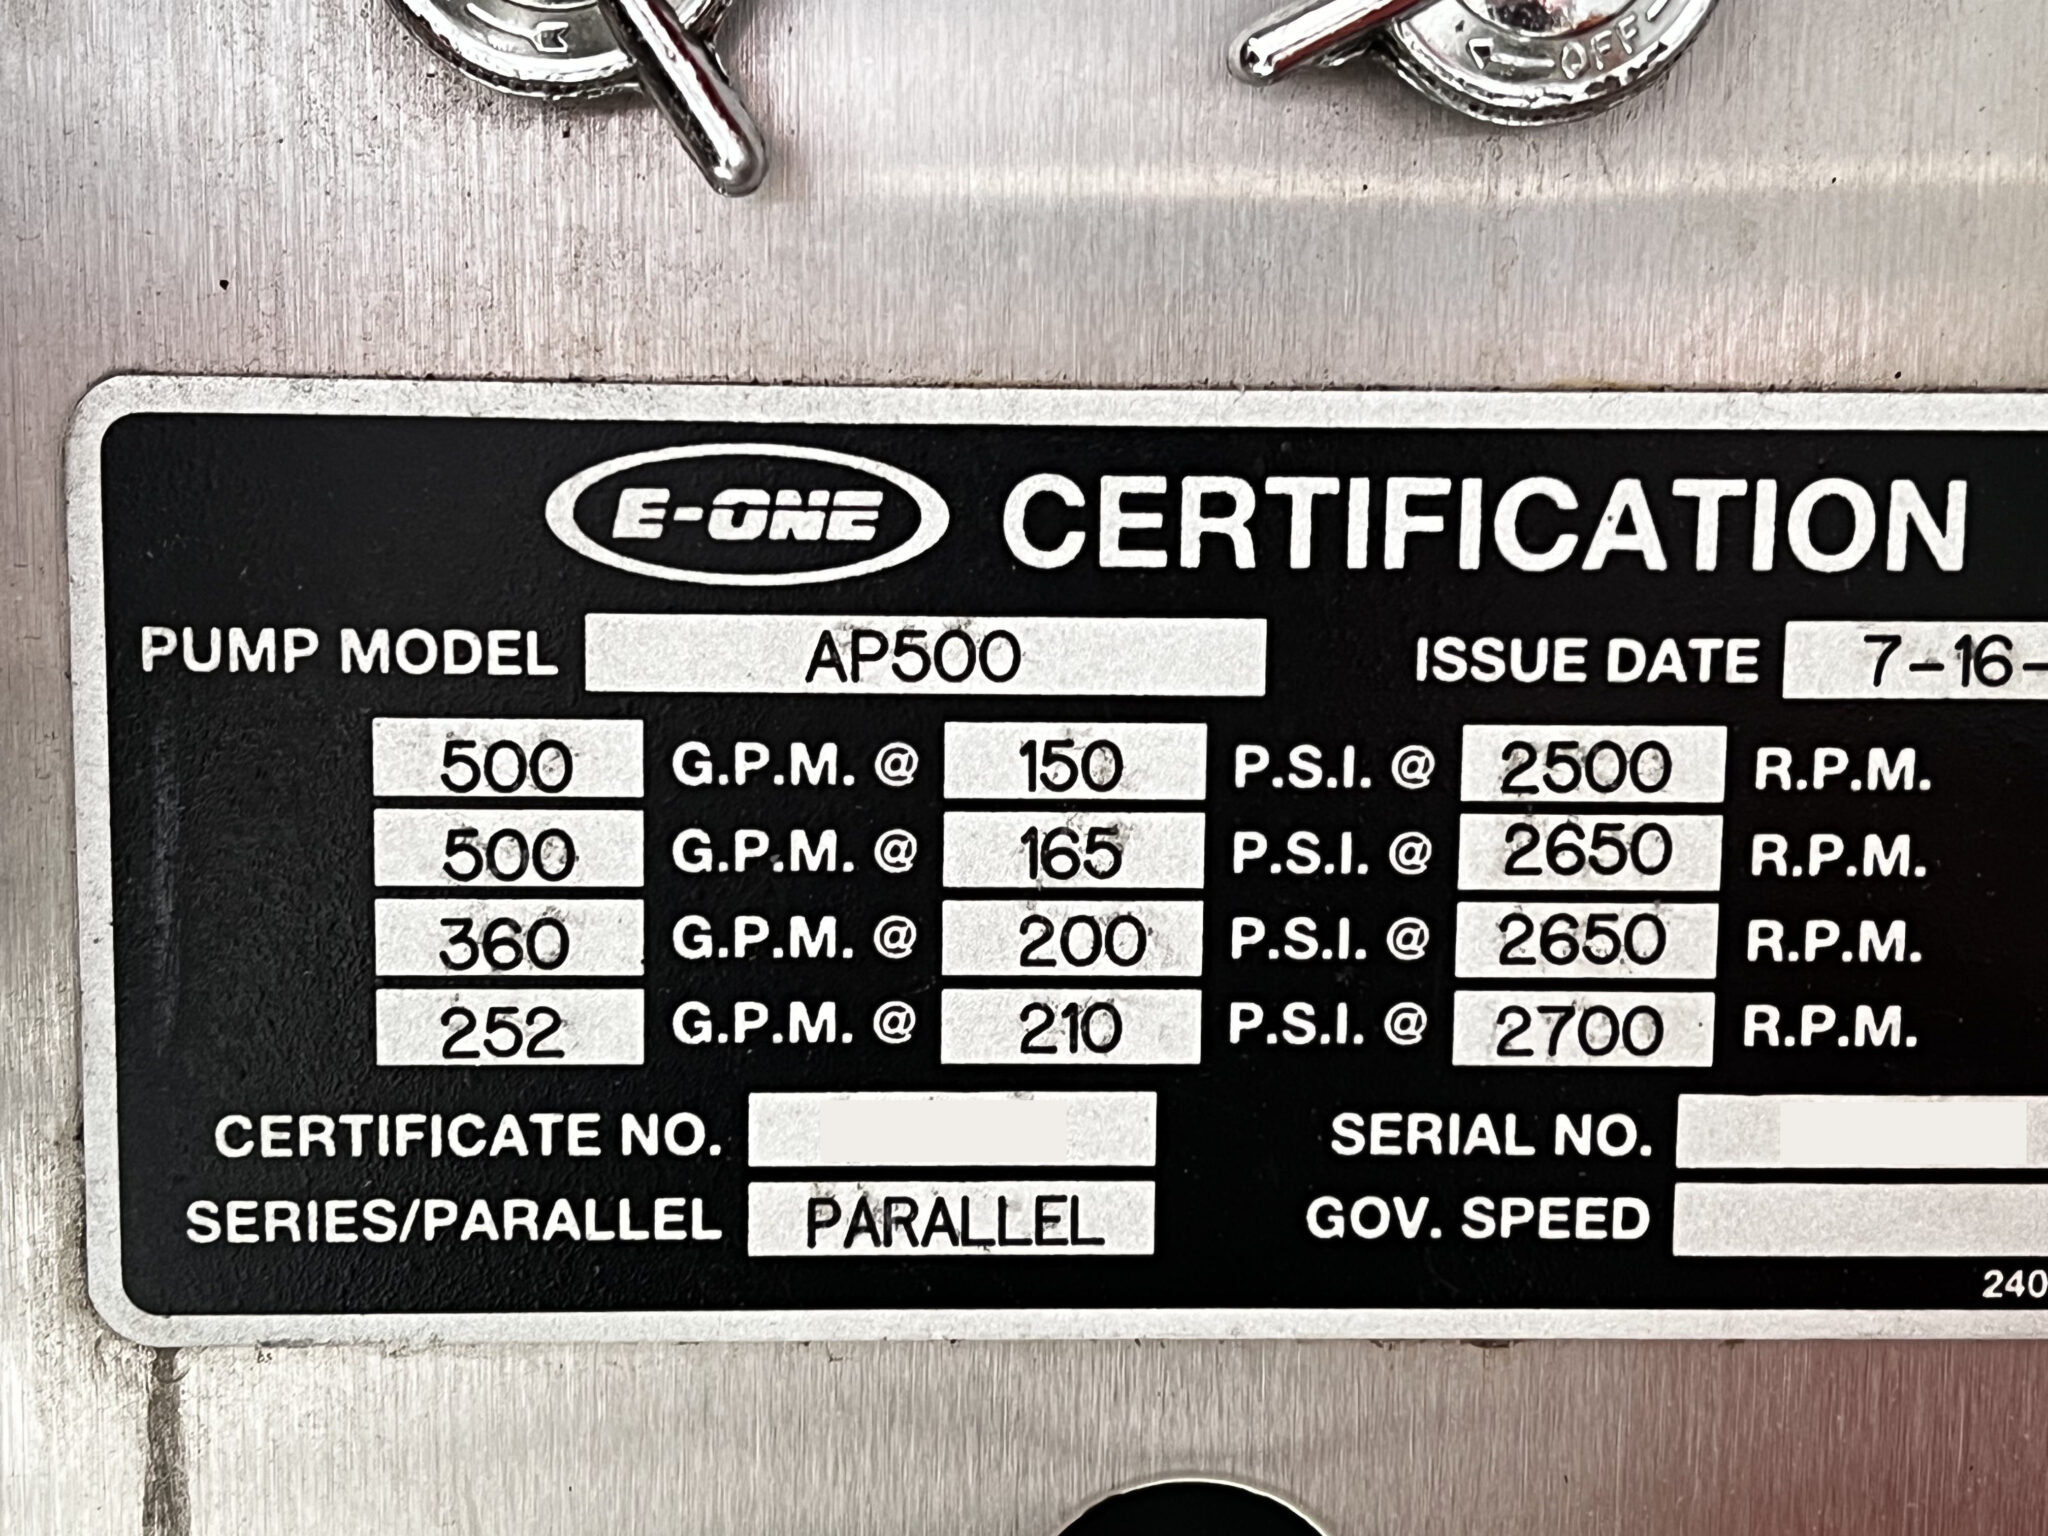 OFF
E-ONE CERTIFICATION
PUMP MODEL AP500 ISSUE DATE 7-16-
500 G.P.M. @ 150 P.S.I. @ 2500 R.P.M.
500 G.P.M. @ 165 P.S.I. @ 2650 R.P.M.
360 G.P.M. @ 200 P.S.I. @ 2650 R.P.M.
252 G.P.M. @ 210 P.S.I. @ 2700 R.P.M.
CERTIFICATE NO. SERIAL NO.
SERIES/PARALLEL PARALLEL GOV. SPEED
240